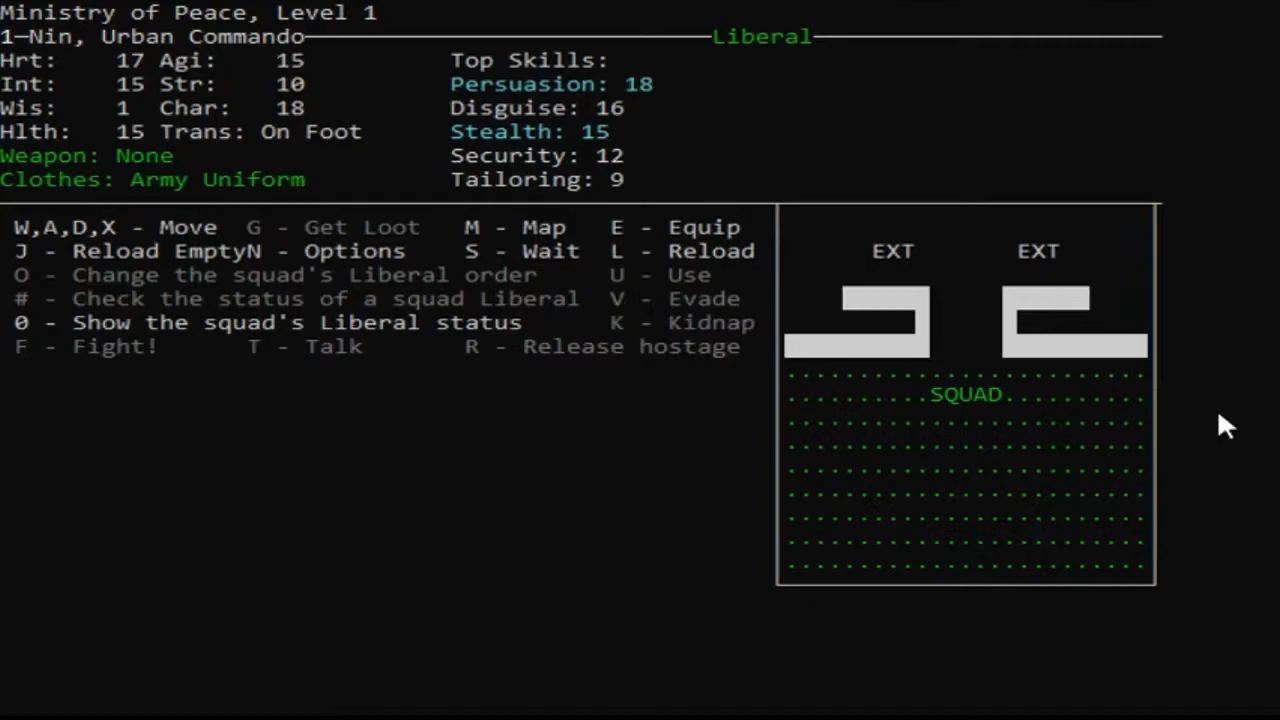 Ministry of Peace, Level 1
1—Nin, Urban Commando Liberal
Hrt: 17 Agi: 15 Top Skills:
Int: 15 Str: 10 Persuasion: 18
Wis: 1 Char: 18 Disguise: 16
Hlth: 15 Trans: On Foot Stealth: 15
Weapon: None Security: 12
Clothes: Army Uniform Tailoring: 9
W,A,D,X - Move G - Get Loot M - Map E - Equip
J - Reload EmptyN - Options S - Wait L - Reload
O - Change the squad's Liberal order U - Use
# - Check the status of a squad Liberal V - Evade
0 - Show the squad's Liberal status K - Kidnap
F - Fight! T - Talk R - Release hostage
EXT EXT
SQUAD